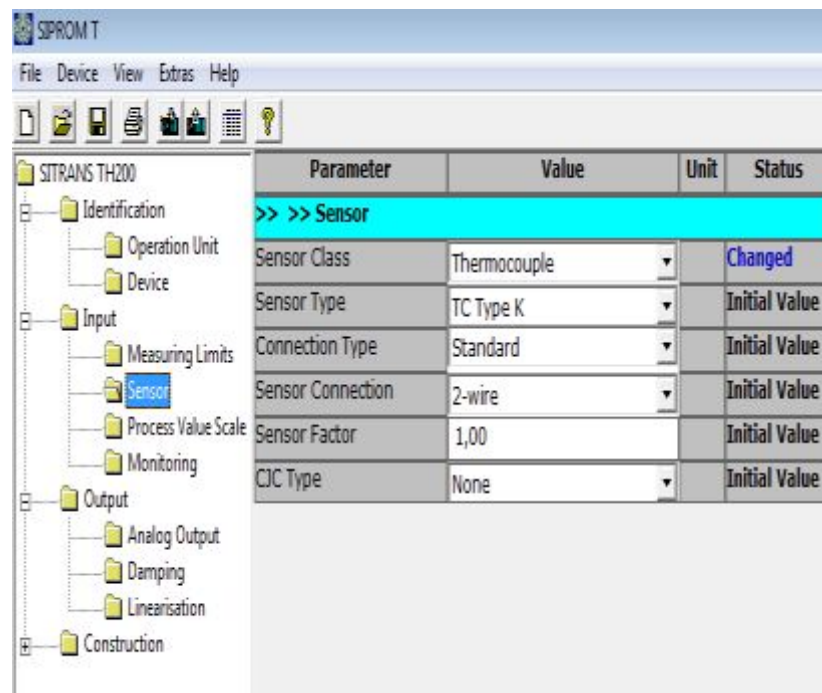 SIPROM T
File Device View Extras Help
SITRANS TH200
Identification
Operation Unit
Device
Input
Measuring Limits
Sensor
Process Value Scale
Monitoring
Output
Analog Output
Damping
Linearisation
Construction
Parameter Value Unit Status
>> >> Sensor
Sensor Class Thermocouple Changed
Sensor Type TC Type K Initial Value
Connection Type Standard Initial Value
Sensor Connection 2-wire Initial Value
Sensor Factor 1,00 Initial Value
CJC Type None Initial Value